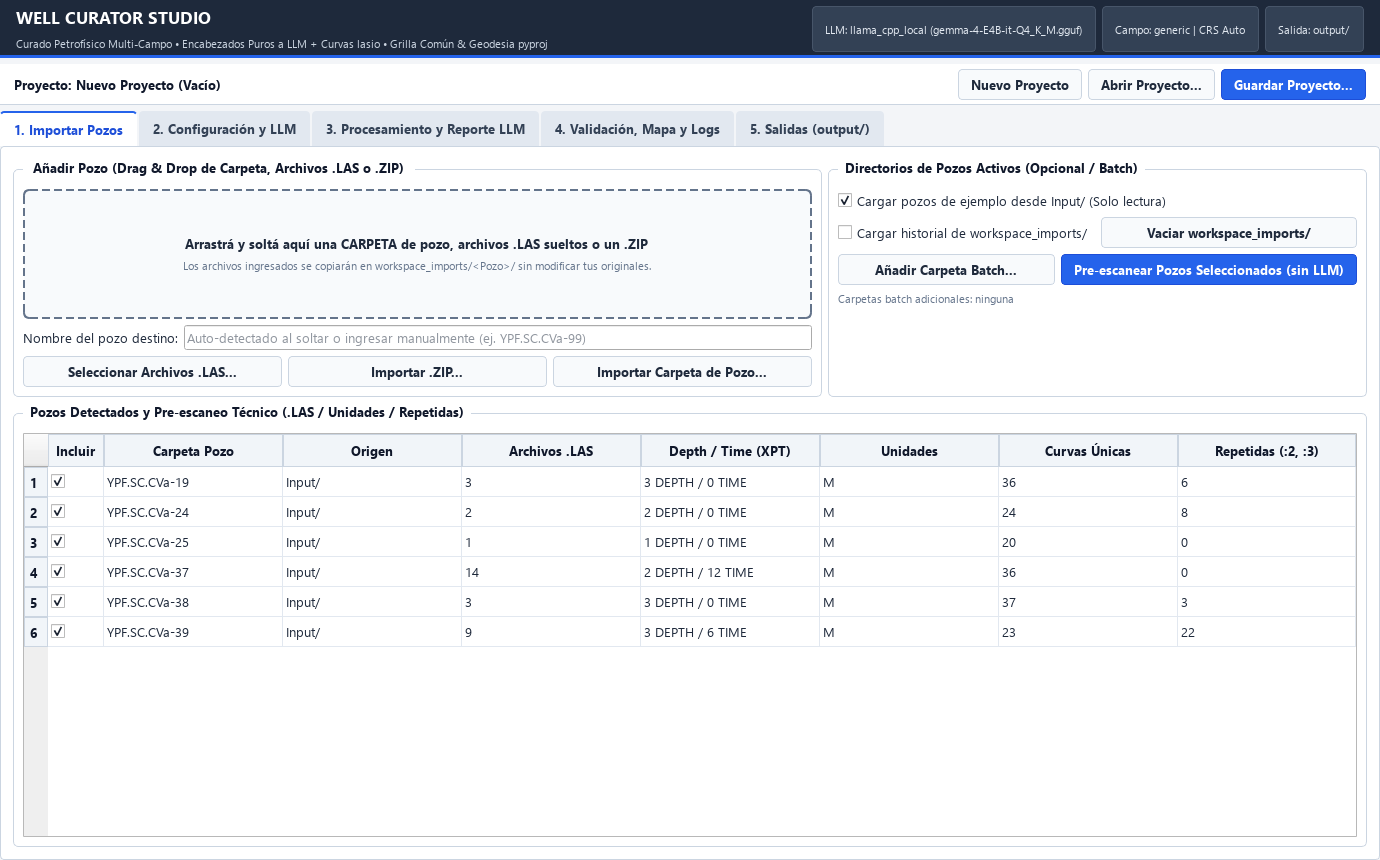 WELL CURATOR STUDIO
Curado Petrofísico Multi-Campo • Encabezados Puros a LLM + Curvas lasio • Grilla Común & Geodesia pyproj
LLM: llama_cpp_local (gemma-4-E4B-it-Q4_K_M.gguf)
Campo: generic | CRS Auto
Salida: output/
Proyecto: Nuevo Proyecto (Vacío)
Nuevo Proyecto
Abrir Proyecto...
Guardar Proyecto...
1. Importar Pozos
2. Configuración y LLM
3. Procesamiento y Reporte LLM
4. Validación, Mapa y Logs
5. Salidas (output/)
Añadir Pozo (Drag & Drop de Carpeta, Archivos .LAS o .ZIP)
Arrastrá y soltá aquí una CARPETA de pozo, archivos .LAS sueltos o un .ZIP
Los archivos ingresados se copiarán en workspace_imports/<Pozo>/ sin modificar tus originales.
Nombre del pozo destino: Auto-detectado al soltar o ingresar manualmente (ej. YPF.SC.CVa-99)
Seleccionar Archivos .LAS...
Importar .ZIP...
Importar Carpeta de Pozo...
Directorios de Pozos Activos (Opcional / Batch)
Cargar pozos de ejemplo desde Input/ (Solo lectura)
Cargar historial de workspace_imports/
Vaciar workspace_imports/
Añadir Carpeta Batch...
Pre-escanear Pozos Seleccionados (sin LLM)
Carpetas batch adicionales: ninguna
Pozos Detectados y Pre-escaneo Técnico (.LAS / Unidades / Repetidas)
Incluir Carpeta Pozo Origen Archivos .LAS Depth / Time (XPT) Unidades Curvas Únicas Repetidas (:2, :3)
1 YPF.SC.CVa-19 Input/ 3 3 DEPTH / 0 TIME M 36 6
2 YPF.SC.CVa-24 Input/ 2 2 DEPTH / 0 TIME M 24 8
3 YPF.SC.CVa-25 Input/ 1 1 DEPTH / 0 TIME M 20 0
4 YPF.SC.CVa-37 Input/ 14 2 DEPTH / 12 TIME M 36 0
5 YPF.SC.CVa-38 Input/ 3 3 DEPTH / 0 TIME M 37 3
6 YPF.SC.CVa-39 Input/ 9 3 DEPTH / 6 TIME M 23 22